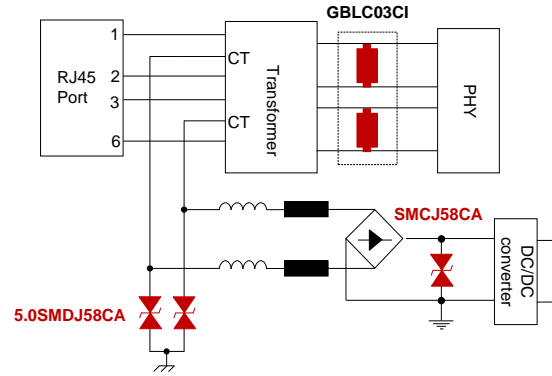 GBLC03CI
RJ45
Port
1
2
3
6
CT
CT
Transformer
PHY
SMCJ58CA
5.0SMDJ58CA
DC/DC
converter